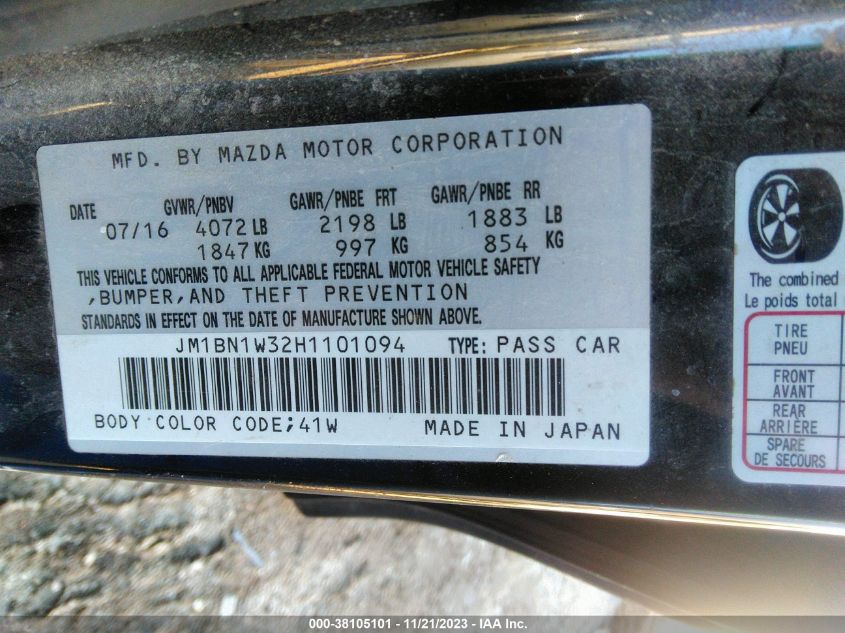 MFD. BY MAZDA MOTOR CORPORATION
DATE GVWR/PNBV GAWR/PNBE FRT GAWR/PNBE RR
07/16 4072 LB 2198 LB 1883 LB
1847 KG 997 KG 854 KG
THIS VEHICLE CONFORMS TO ALL APPLICABLE FEDERAL MOTOR VEHICLE SAFETY
,BUMPER,AND THEFT PREVENTION
STANDARDS IN EFFECT ON THE DATE OF MANUFACTURE SHOWN ABOVE.
JM1BN1W32H1101094 TYPE: PASS CAR
BODY COLOR CODE;41W MADE IN JAPAN
The combined
Le poids total
TIRE
PNEU
FRONT
AVANT
REAR
ARRIÈRE
SPARE
DE SECOURS
000-38105101 - 11/21/2023 - IAA Inc.